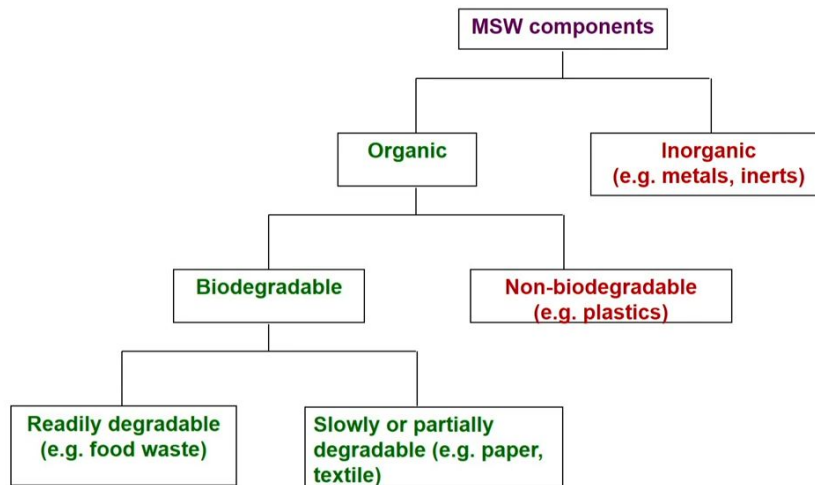 MSW components
Organic
Inorganic
(e.g. metals, inerts)
Biodegradable
Non-biodegradable
(e.g. plastics)
Readily degradable
(e.g. food waste)
Slowly or partially
degradable (e.g. paper,
textile)